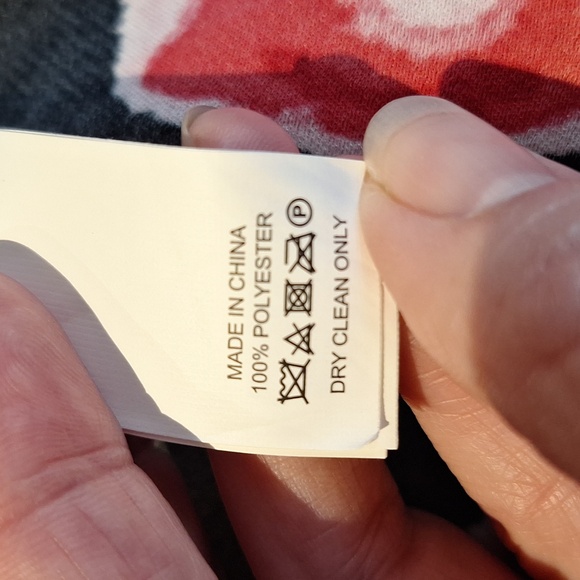 MADE IN CHINA
100% POLYESTER
P
DRY CLEAN ONLY